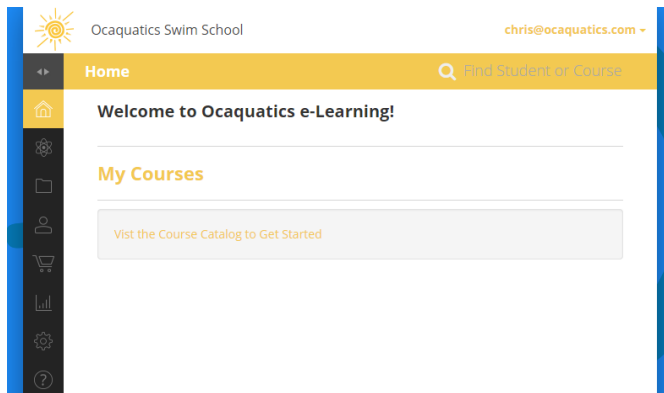 Ocaquatics Swim School
chris@ocaquatics.com
Home
Find Student or Course
Welcome to Ocaquatics e-Learning!
My Courses
Vist the Course Catalog to Get Started